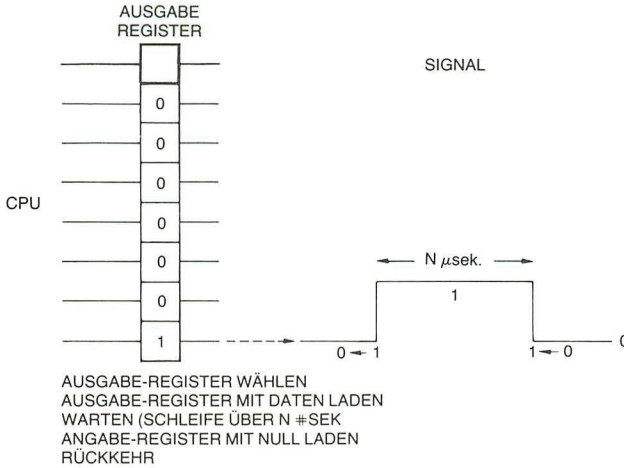 AUSGABE
REGISTER
SIGNAL
0
0
0
0
CPU
0
0
1
N µsek.
1
0 ← 1
1 ← 0
0
AUSGABE-REGISTER WÄHLEN
AUSGABE-REGISTER MIT DATEN LADEN
WARTEN (SCHLEIFE ÜBER N #SEK
ANGABE-REGISTER MIT NULL LADEN
RÜCKKEHR